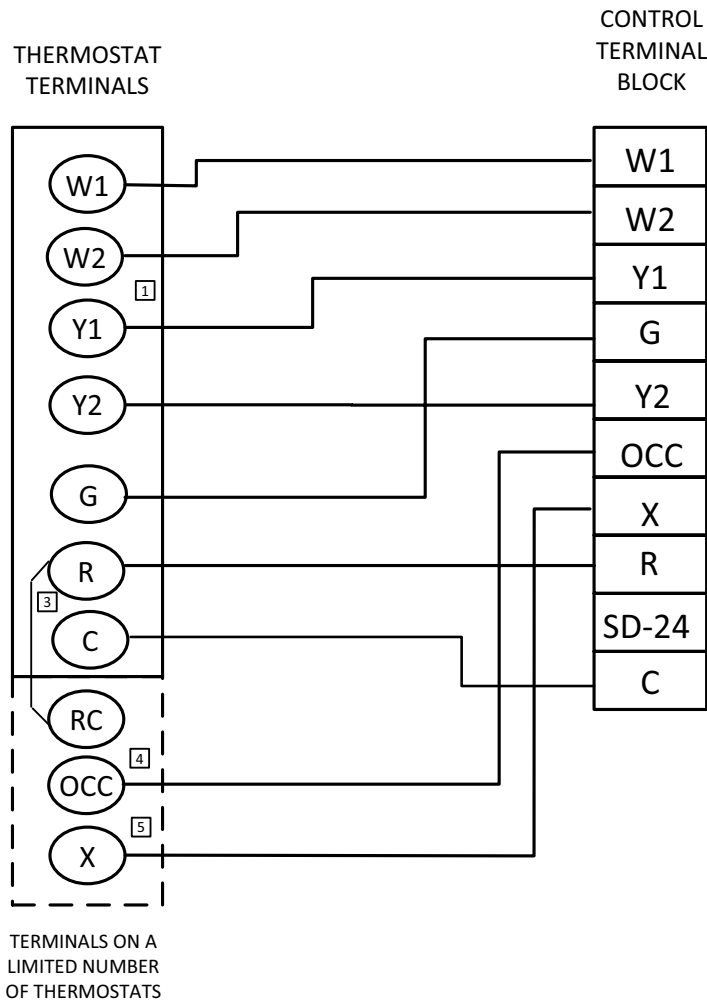 THERMOSTAT
TERMINALS
W1
W2
1
Y1
Y2
G
R
3
C
RC
4
OCC
5
X
TERMINALS ON A
LIMITED NUMBER
OF THERMOSTATS
CONTROL
TERMINAL
BLOCK
W1
W2
Y1
G
Y2
OCC
X
R
SD-24
C